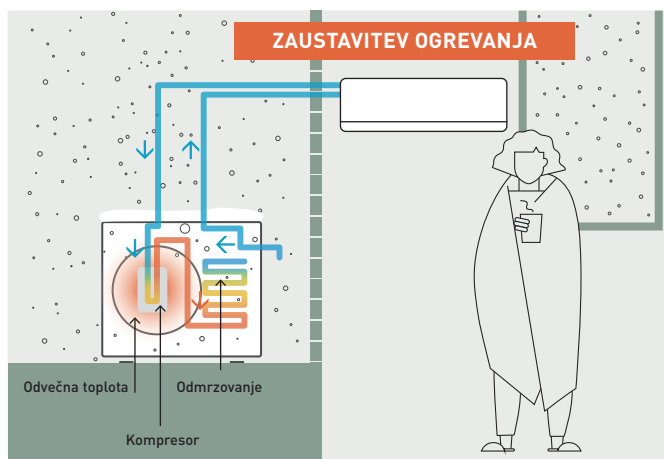 ZAUSTAVITEV OGREVANJA
Odvečna toplota
Odmrzovanje
Kompresor